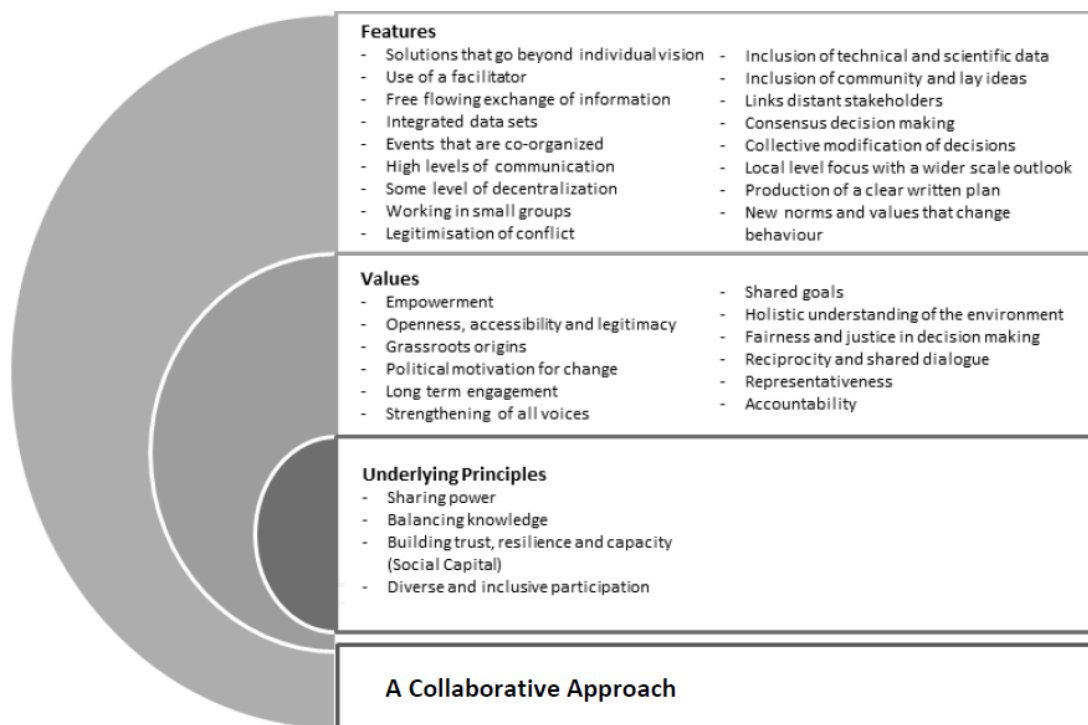 Features
- Solutions that go beyond individual vision
- Use of a facilitator
- Free flowing exchange of information
- Integrated data sets
- Events that are co-organized
- High levels of communication
- Some level of decentralization
- Working in small groups
- Legitimisation of conflict
- Inclusion of technical and scientific data
- Inclusion of community and lay ideas
- Links distant stakeholders
- Consensus decision making
- Collective modification of decisions
- Local level focus with a wider scale outlook
- Production of a clear written plan
- New norms and values that change
behaviour
Values
- Empowerment
- Openness, accessibility and legitimacy
- Grassroots origins
- Political motivation for change
- Long term engagement
- Strengthening of all voices
- Shared goals
- Holistic understanding of the environment
- Fairness and justice in decision making
- Reciprocity and shared dialogue
- Representativeness
- Accountability
Underlying Principles
- Sharing power
- Balancing knowledge
- Building trust, resilience and capacity
(Social Capital)
- Diverse and inclusive participation
A Collaborative Approach